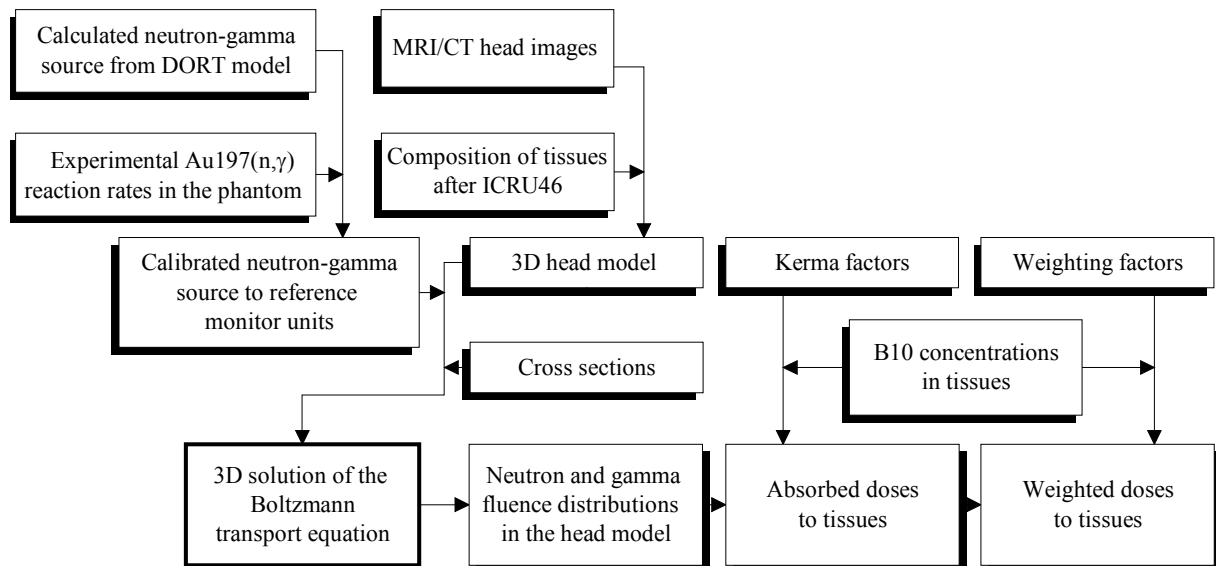 Calculated neutron-gamma
source from DORT model
MRI/CT head images
Experimental Au197(n,γ)
reaction rates in the phantom
Composition of tissues
after ICRU46
Calibrated neutron-gamma
source to reference
monitor units
3D head model
Kerma factors
Weighting factors
Cross sections
B10 concentrations
in tissues
3D solution of the
Boltzmann
transport equation
Neutron and gamma
fluence distributions
in the head model
Absorbed doses
to tissues
Weighted doses
to tissues